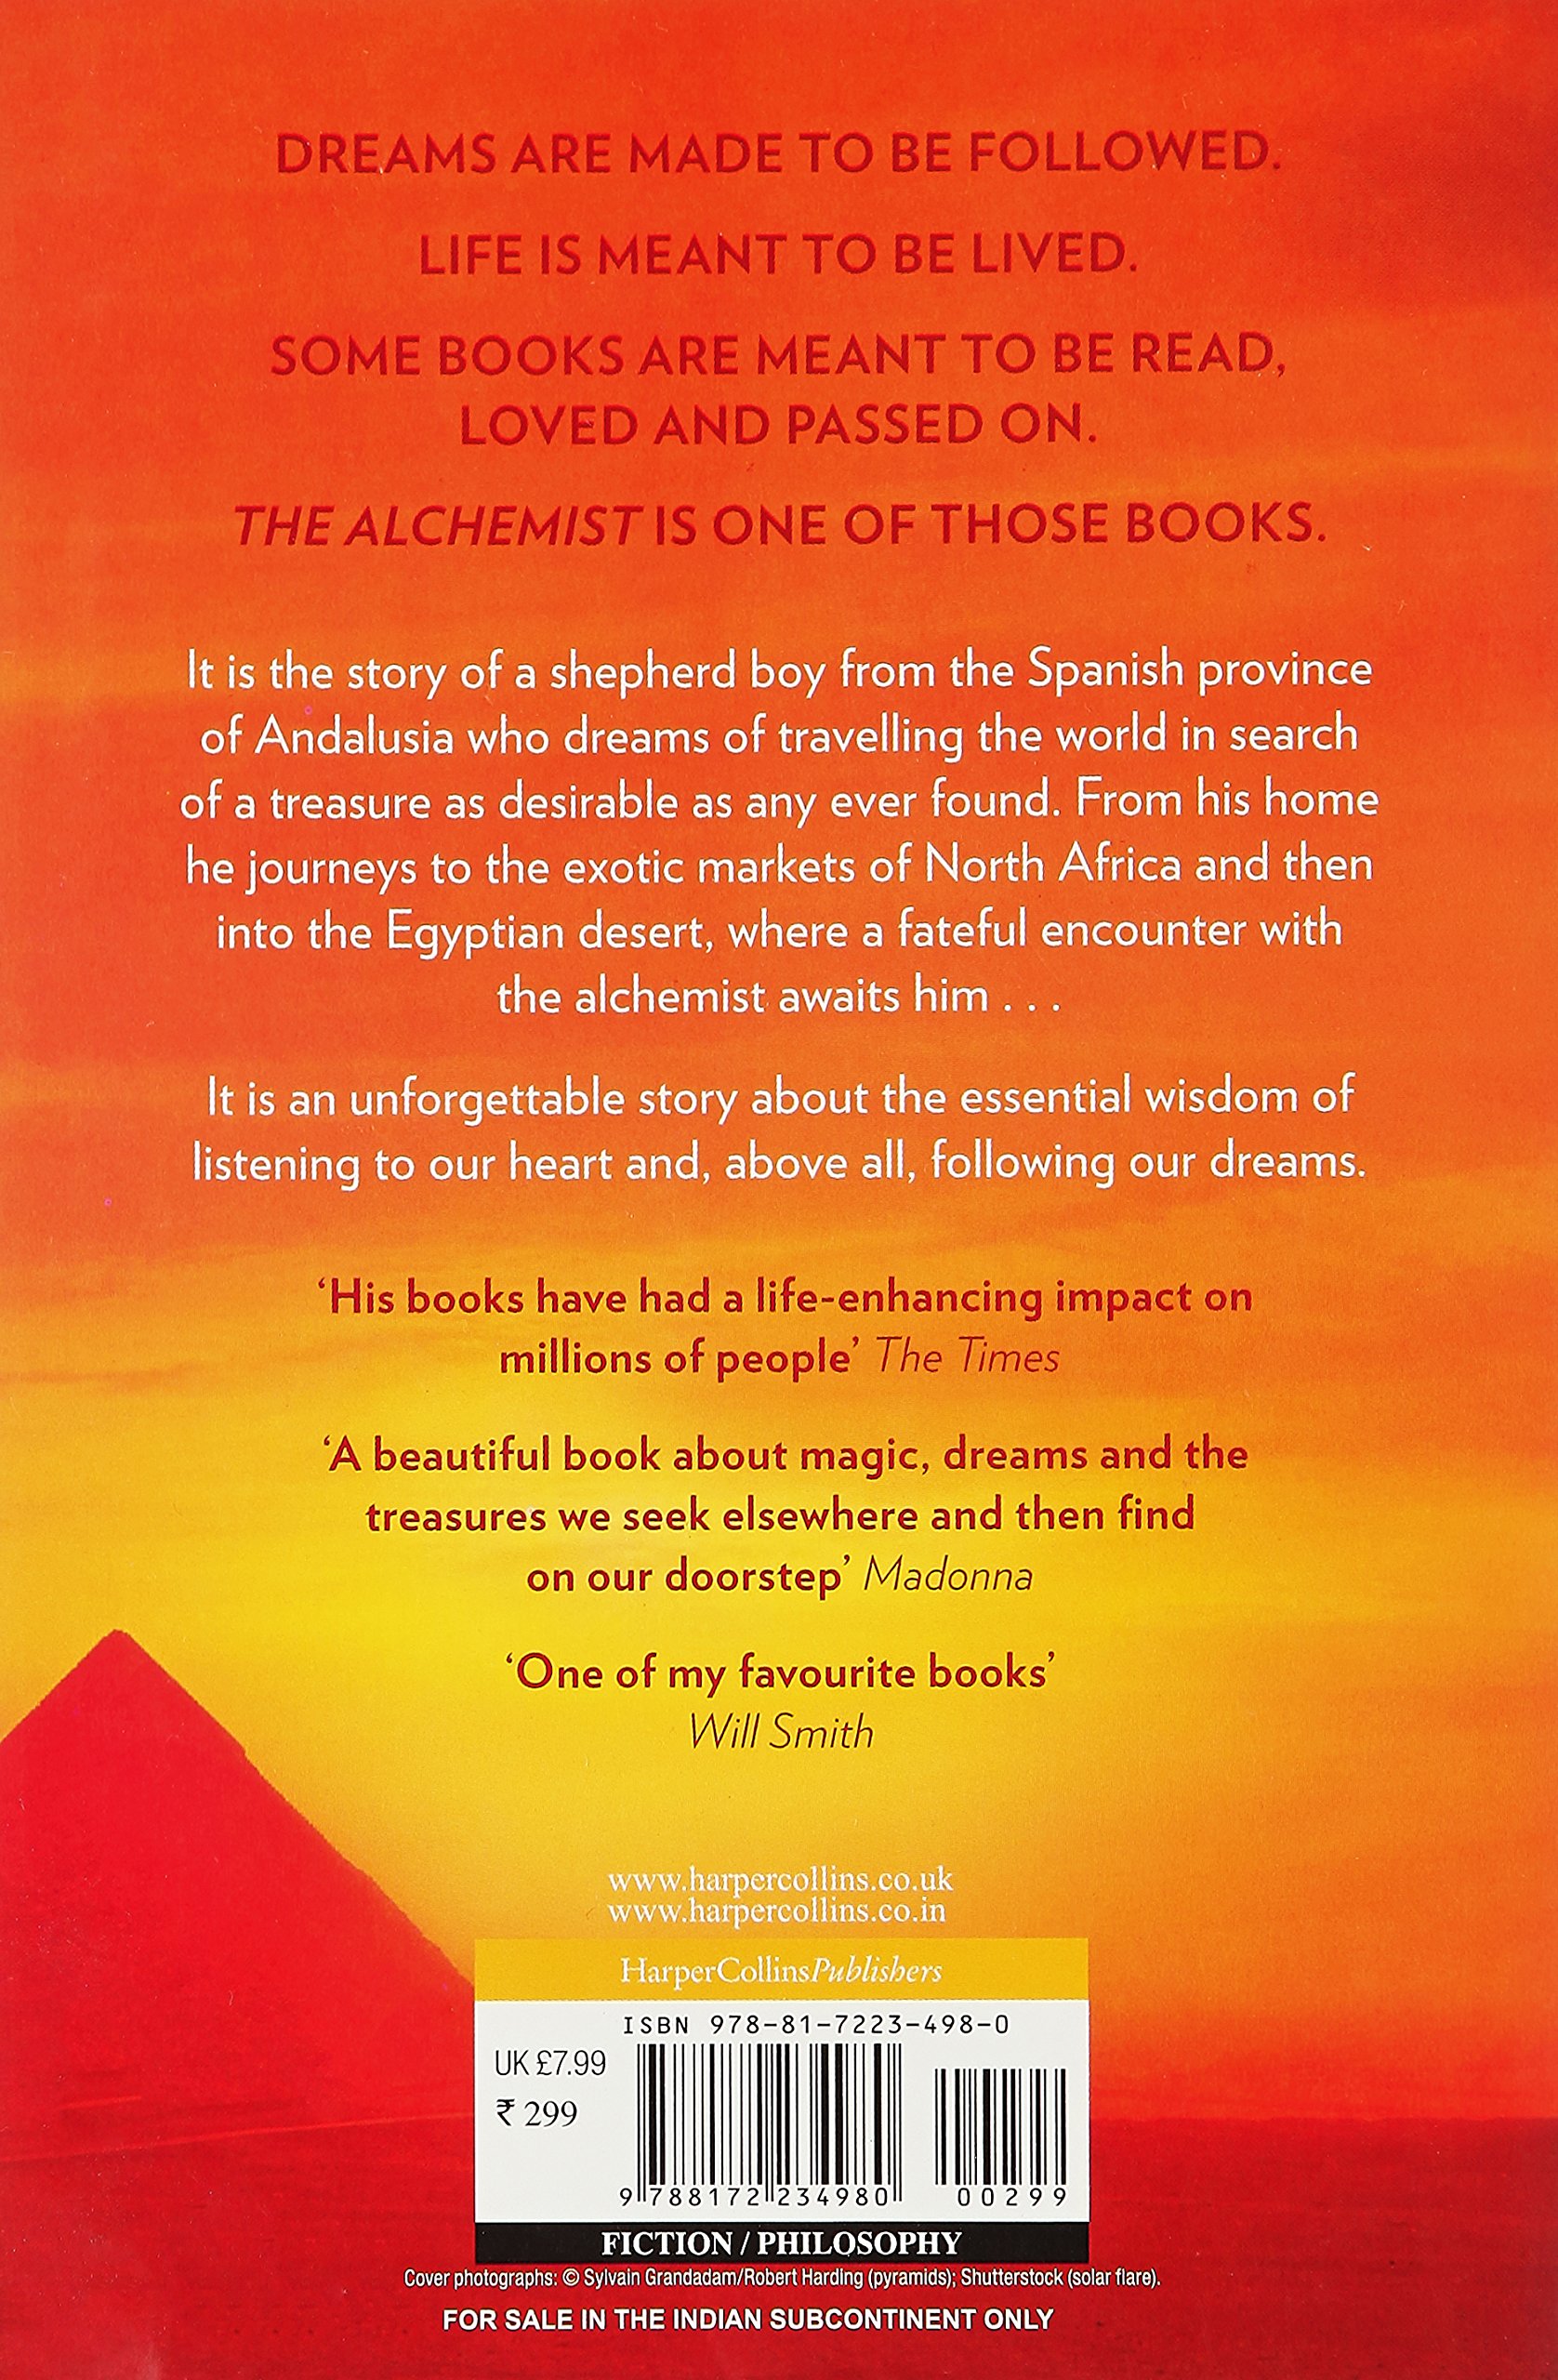 DREAMS ARE MADE TO BE FOLLOWED.
LIFE IS MEANT TO BE LIVED.
SOME BOOKS ARE MEANT TO BE READ,
LOVED AND PASSED ON.
THE ALCHEMIST IS ONE OF THOSE BOOKS.
It is the story of a shepherd boy from the Spanish province
of Andalusia who dreams of travelling the world in search
of a treasure as desirable as any ever found. From his home
he journeys to the exotic markets of North Africa and then
into the Egyptian desert, where a fateful encounter with
the alchemist awaits him . . .
It is an unforgettable story about the essential wisdom of
listening to our heart and, above all, following our dreams.
‘His books have had a life-enhancing impact on
millions of people’ The Times
‘A beautiful book about magic, dreams and the
treasures we seek elsewhere and then find
on our doorstep’ Madonna
‘One of my favourite books’
Will Smith
www.harpercollins.co.uk
www.harpercollins.co.in
HarperCollinsPublishers
ISBN 978-81-7223-498-0
UK £7.99
₹ 299
9 788172 234980 00299
FICTION / PHILOSOPHY
Cover photographs: © Sylvain Grandadam/Robert Harding (pyramids); Shutterstock (solar flare).
FOR SALE IN THE INDIAN SUBCONTINENT ONLY